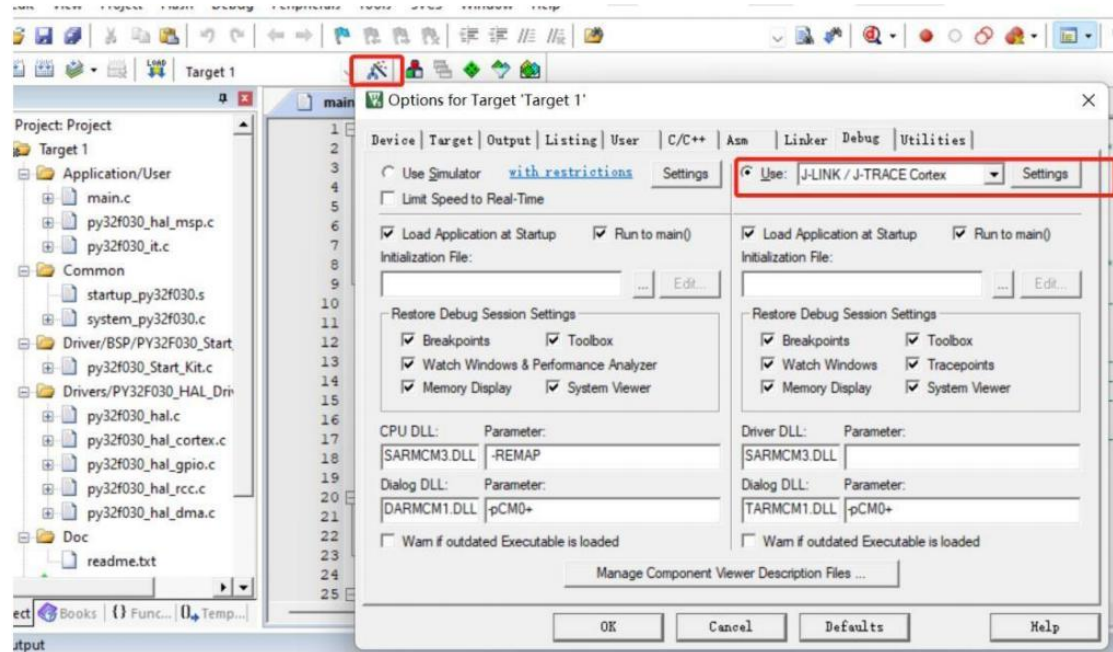 Target 1
Project: Project
Target 1
Application/User
main.c
py32f030_hal_msp.c
py32f030_it.c
Common
startup_py32f030.s
system_py32f030.c
Driver/BSP/PY32F030_Start
py32f030_Start_Kit.c
Drivers/PY32F030_HAL_Driv
py32f030_hal.c
py32f030_hal_cortex.c
py32f030_hal_gpio.c
py32f030_hal_rcc.c
py32f030_hal_dma.c
Doc
readme.txt
ect Books {} Func... 0 Temp...
utput
main
1
2
3
4
5
6
7
8
9
10
11
12
13
14
15
16
17
18
19
20
21
22
23
24
25
Options for Target 'Target 1'
Device Target Output Listing User C/C++ Asm Linker Debug Utilities
Use Simulator with restrictions Settings
Limit Speed to Real-Time
Load Application at Startup Run to main()
Initialization File:
... Edit...
Restore Debug Session Settings
Breakpoints Toolbox
Watch Windows & Performance Analyzer
Memory Display System Viewer
CPU DLL: Parameter:
SARMCM3.DLL -REMAP
Dialog DLL: Parameter:
DARMCM1.DLL -pCM0+
Warn if outdated Executable is loaded
Use: J-LINK / J-TRACE Cortex Settings
Load Application at Startup Run to main()
Initialization File:
... Edit...
Restore Debug Session Settings
Breakpoints Toolbox
Watch Windows Tracepoints
Memory Display System Viewer
Driver DLL: Parameter:
SARMCM3.DLL
Dialog DLL: Parameter:
TARMCM1.DLL -pCM0+
Warn if outdated Executable is loaded
Manage Component Viewer Description Files ...
OK Cancel Defaults Help